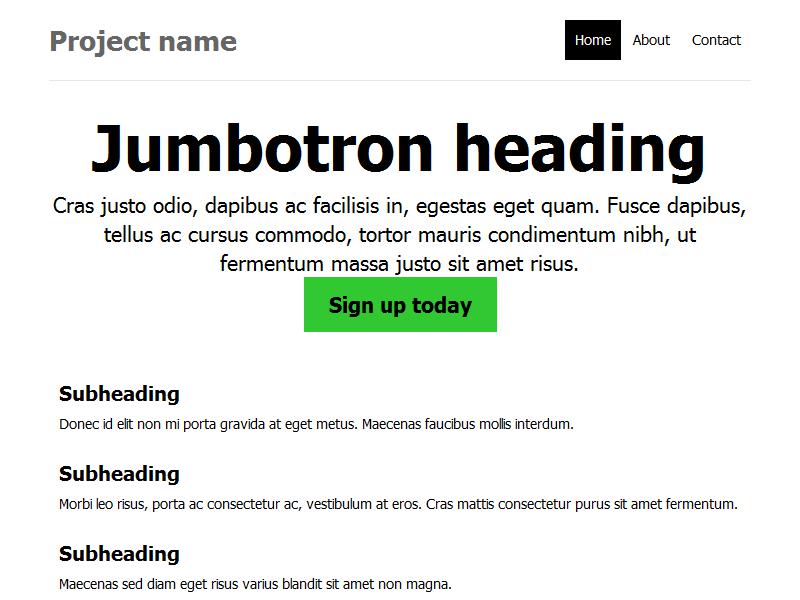 Project name
Home About Contact
Jumbotron heading
Cras justo odio, dapibus ac facilisis in, egestas eget quam. Fusce dapibus,
tellus ac cursus commodo, tortor mauris condimentum nibh, ut
fermentum massa justo sit amet risus.
Sign up today
Subheading
Donec id elit non mi porta gravida at eget metus. Maecenas faucibus mollis interdum.
Subheading
Morbi leo risus, porta ac consectetur ac, vestibulum at eros. Cras mattis consectetur purus sit amet fermentum.
Subheading
Maecenas sed diam eget risus varius blandit sit amet non magna.